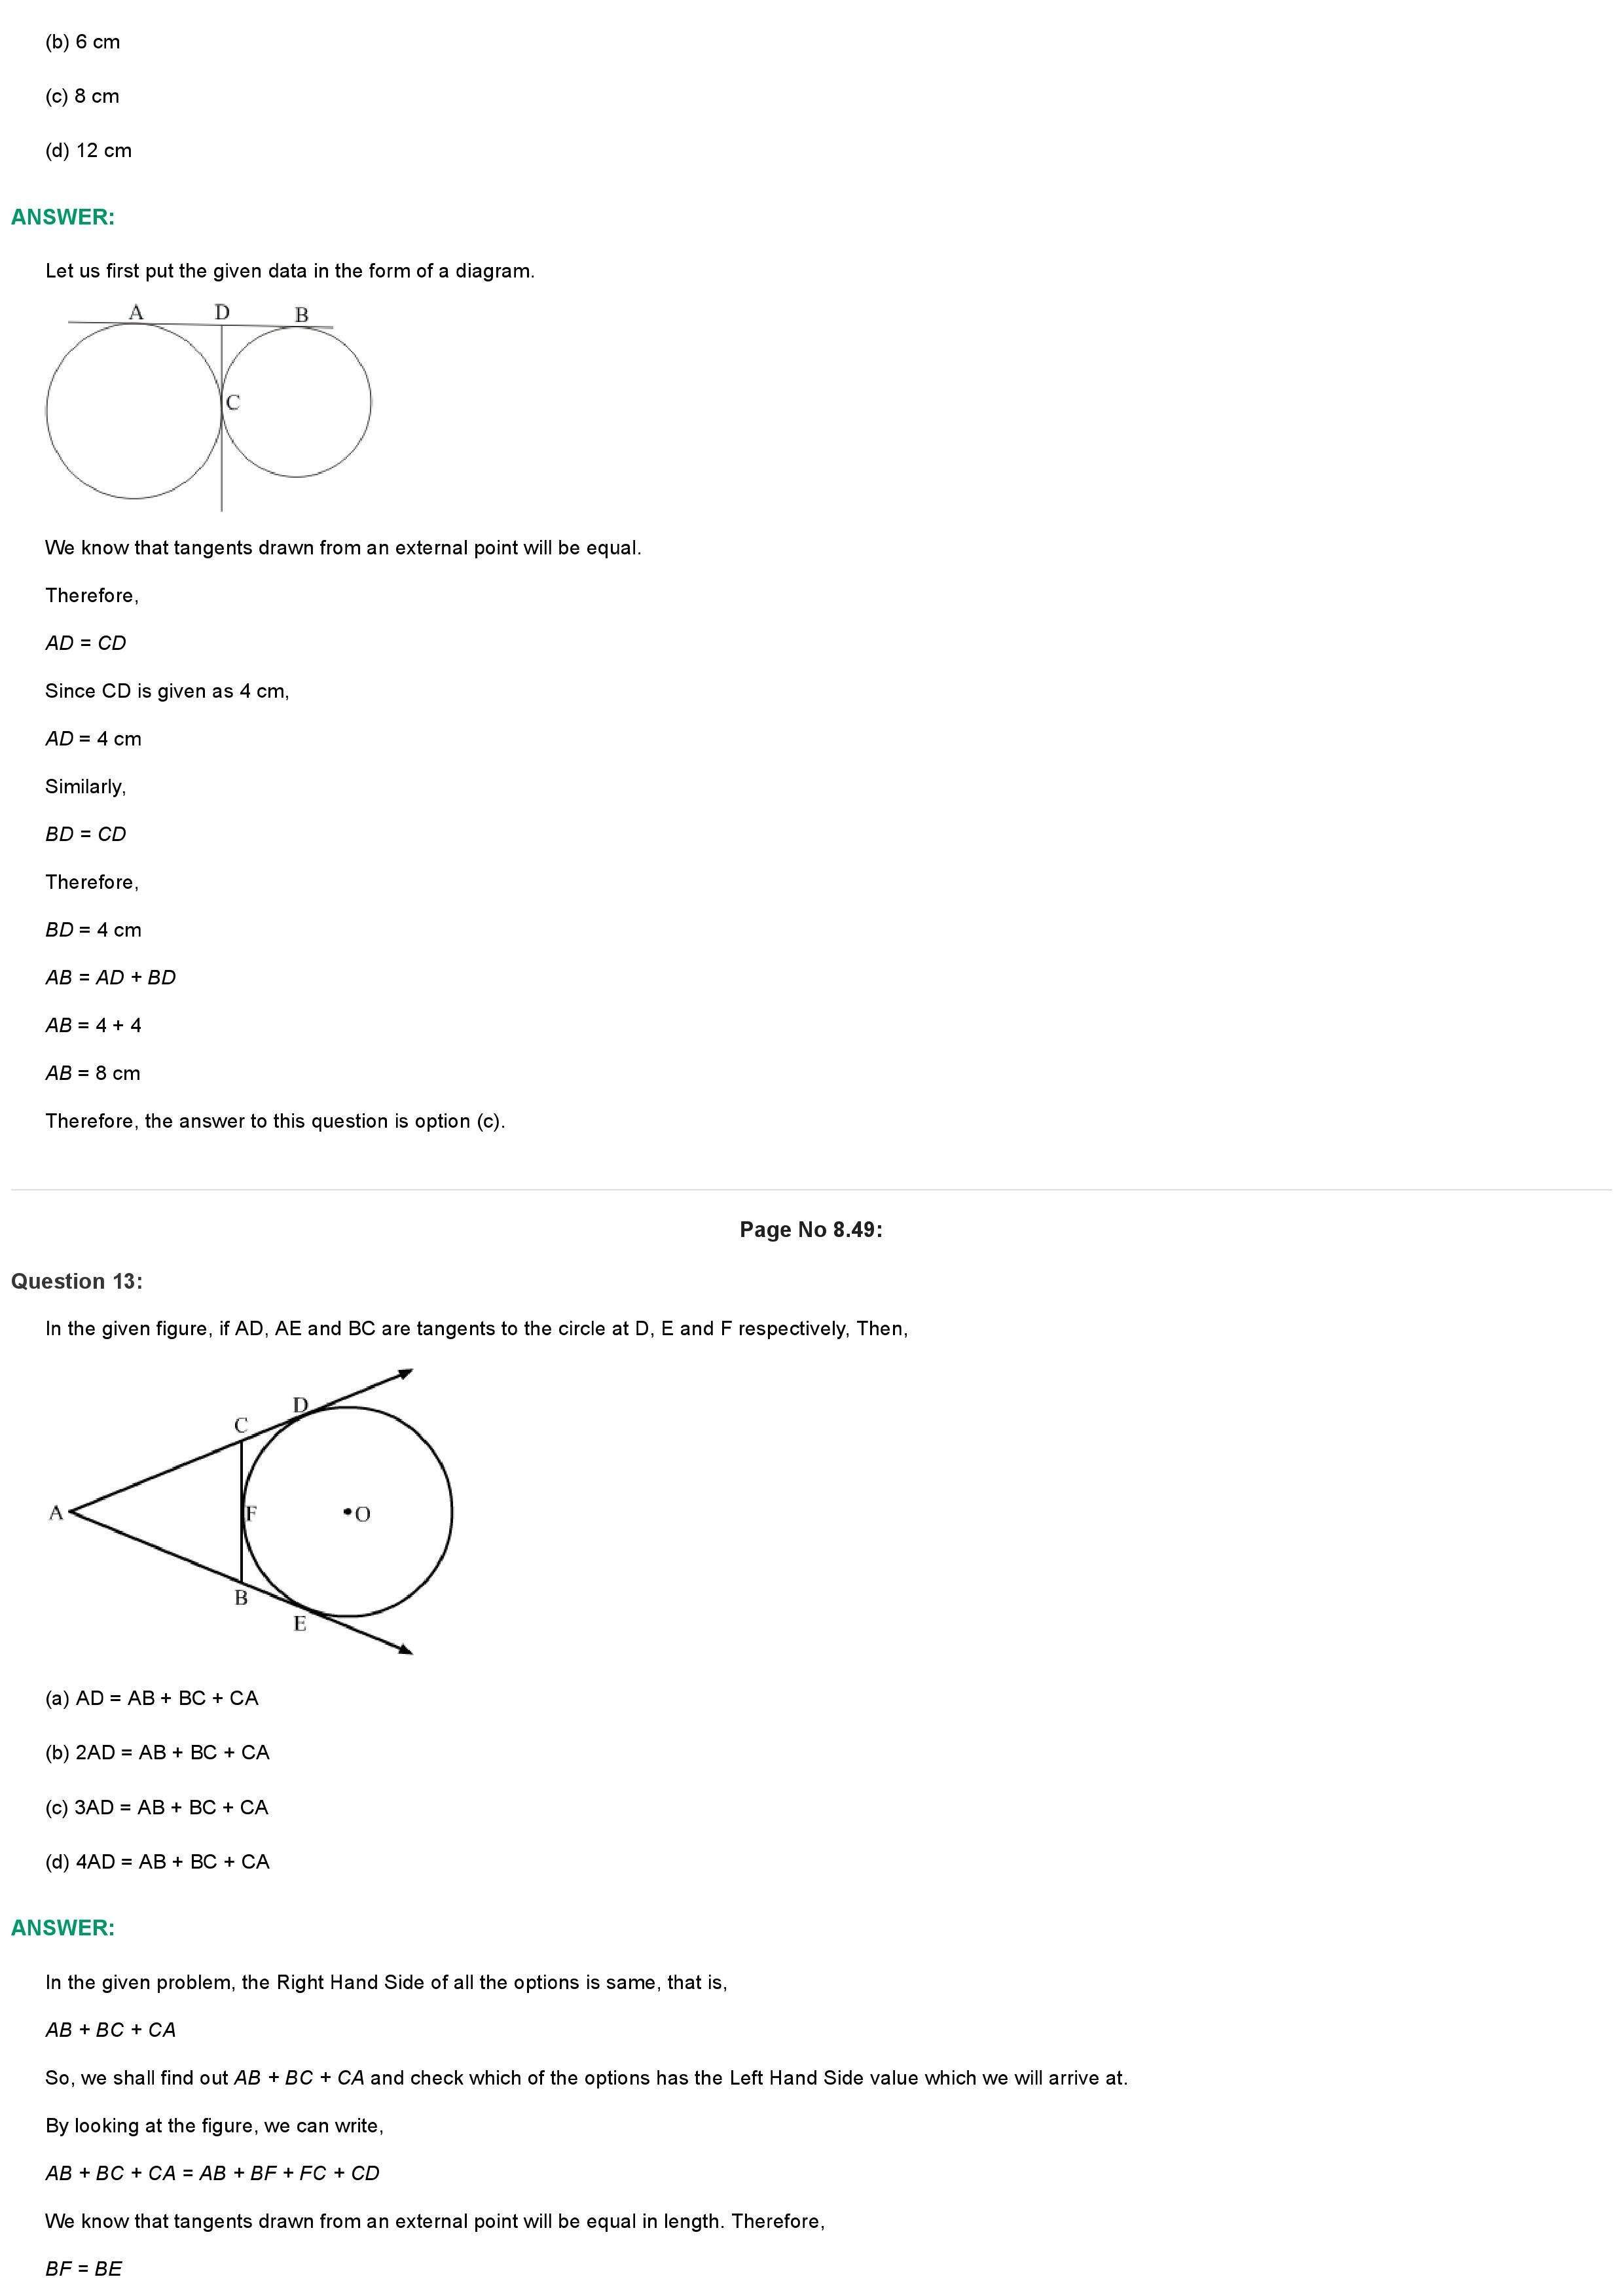 (b) 6 cm
(c) 8 cm
(d) 12 cm
ANSWER:
Let us first put the given data in the form of a diagram.
A D B
C
We know that tangents drawn from an external point will be equal.
Therefore,
AD = CD
Since CD is given as 4 cm,
AD = 4 cm
Similarly,
BD = CD
Therefore,
BD = 4 cm
AB = AD + BD
AB = 4 + 4
AB = 8 cm
Therefore, the answer to this question is option (c).
Page No 8.49:
Question 13:
In the given figure, if AD, AE and BC are tangents to the circle at D, E and F respectively, Then,
D
C
A F O
B
E
(a) AD = AB + BC + CA
(b) 2AD = AB + BC + CA
(c) 3AD = AB + BC + CA
(d) 4AD = AB + BC + CA
ANSWER:
In the given problem, the Right Hand Side of all the options is same, that is,
AB + BC + CA
So, we shall find out AB + BC + CA and check which of the options has the Left Hand Side value which we will arrive at.
By looking at the figure, we can write,
AB + BC + CA = AB + BF + FC + CD
We know that tangents drawn from an external point will be equal in length. Therefore,
BF = BE